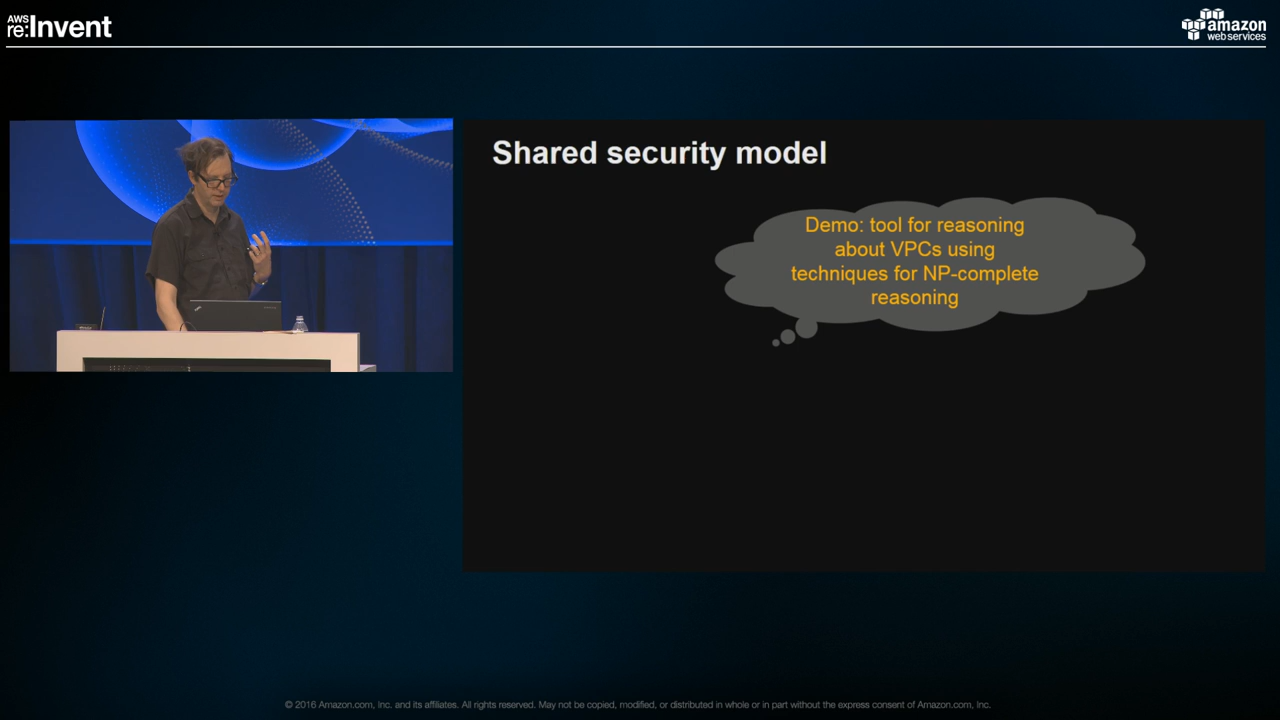 AWS
re:Invent
amazon
web services
Shared security model
Demo: tool for reasoning
about VPCs using
techniques for NP-complete
reasoning
© 2016 Amazon.com, Inc. and its affiliates. All rights reserved. May not be copied, modified, or distributed in whole or in part without the express consent of Amazon.com, Inc.